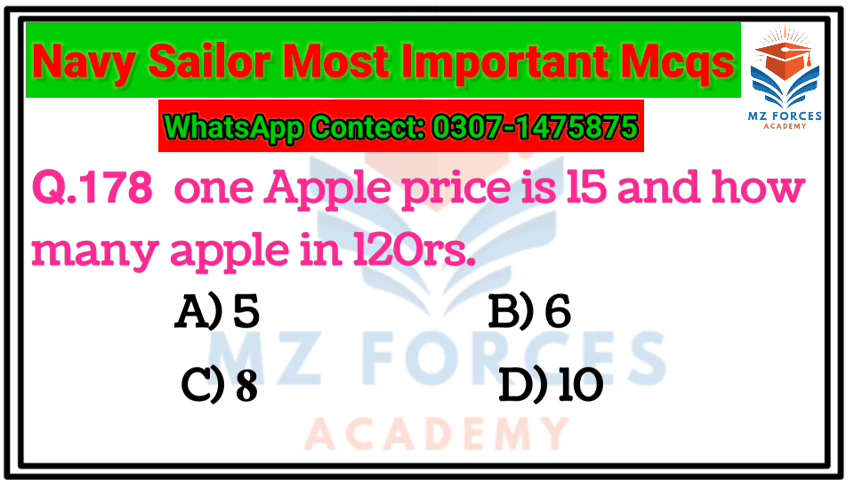 Navy Sailor Most Important Mcqs
MZ FORCES
ACADEMY
WhatsApp Contect: 0307-1475875
Q.178 one Apple price is 15 and how
many apple in 120rs.
A) 5 B) 6
MZ FORCES
C) 8 D) 10
ACADEMY